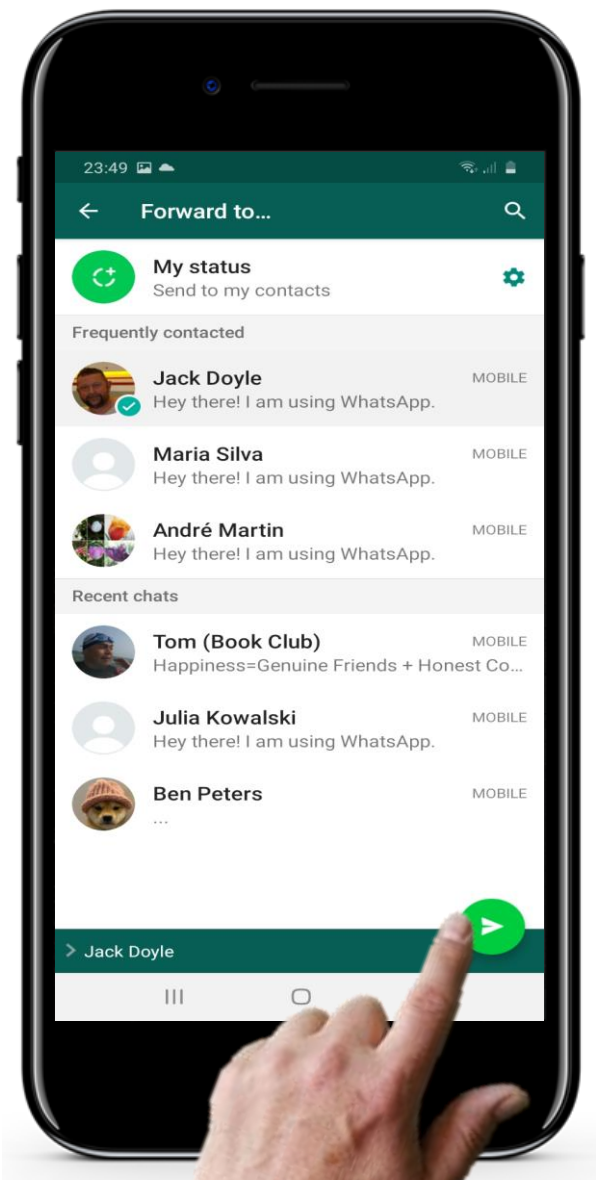 23:49
Forward to...
My status
Send to my contacts
Frequently contacted
Jack Doyle MOBILE
Hey there! I am using WhatsApp.
Maria Silva MOBILE
Hey there! I am using WhatsApp.
André Martin MOBILE
Hey there! I am using WhatsApp.
Recent chats
Tom (Book Club) MOBILE
Happiness=Genuine Friends + Honest Co...
Julia Kowalski MOBILE
Hey there! I am using WhatsApp.
Ben Peters MOBILE
...
> Jack Doyle